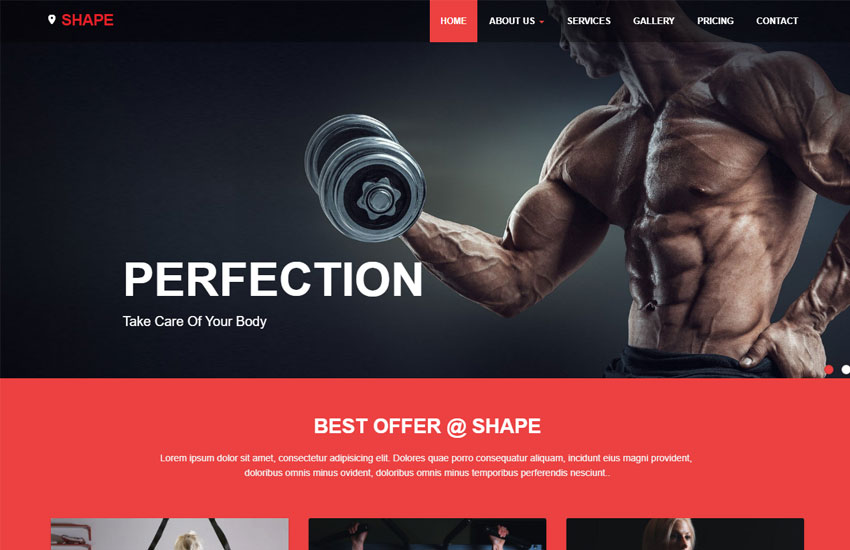 SHAPE
HOME ABOUT US SERVICES GALLERY PRICING CONTACT
PERFECTION
Take Care Of Your Body
BEST OFFER @ SHAPE
Lorem ipsum dolor sit amet, consectetur adipisicing elit. Dolores quae porro consequatur aliquam, incidunt eius magni provident,
doloribus omnis minus ovident, doloribus omnis minus temporibus perferendis nesciunt..